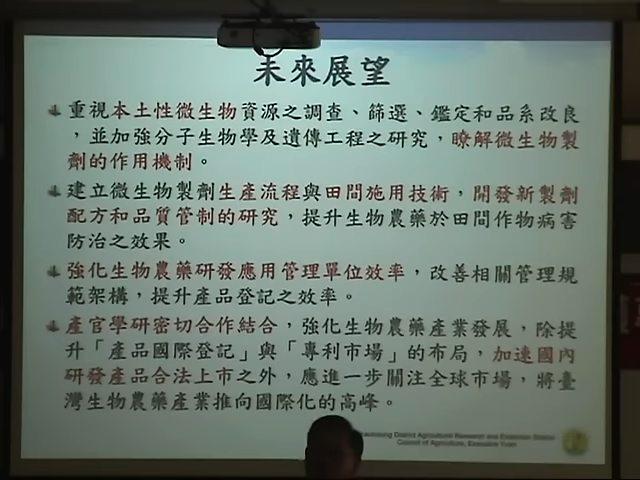 未來展望
重視本土性微生物資源之調查、篩選、鑑定和品系改良
，並加強分子生物學及遺傳工程之研究，瞭解微生物製
劑的作用機制。
建立微生物製劑生產流程與田間施用技術，開發新製劑
配方和品質管制的研究，提升生物農藥於田間作物病害
防治之效果。
強化生物農藥研發應用管理單位效率，改善相關管理規
範架構，提升產品登記之效率。
產官學研密切合作結合，強化生物農藥產業發展，除提
升「產品國際登記」與「專利市場」的布局，加速國內
研發產品合法上市之外，應進一步關注全球市場，將臺
灣生物農藥產業推向國際化的高峰。
District Agricultural Research and Extension Station
Council of Agriculture, Executive Yuan